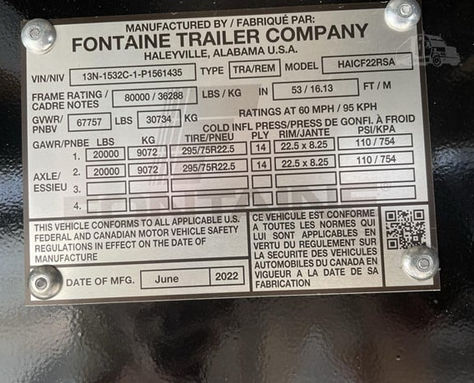 MANUFACTURED BY / FABRIQUÉ PAR:
FONTAINE TRAILER COMPANY
HALEYVILLE, ALABAMA U.S.A.
VIN/NIV 13N-1532C-1-P1561435 TYPE TRA/REM MODEL HAICF22RSA
FRAME RATING / CADRE NOTES 80000 / 36288 LBS / KG IN 53 / 16.13 FT / M
GVWR/ PNBV 67757 LBS 30734 KG RATINGS AT 60 MPH / 95 KPH
COLD INFL PRESS/PRESS DE GONFL. À FROID
GAWR/PNBE LBS KG TIRE/PNEU PLY RIM/JANTE PSI/KPA
1. 20000 9072 295/75R22.5 14 22.5 x 8.25 110 / 754
AXLE/ ESSIEU 2. 20000 9072 295/75R22.5 14 22.5 x 8.25 110 / 754
3.
4.
FONTAINE
THIS VEHICLE CONFORMS TO ALL APPLICABLE U.S.
FEDERAL AND CANADIAN MOTOR VEHICLE SAFETY
REGULATIONS IN EFFECT ON THE DATE OF
MANUFACTURE
DATE OF MFG. June 2022
CE VEHICULE EST CONFORME
A TOUTES LES NORMES QUI
LUI SONT APPLICABLES EN
VERTU DU REGLEMENT SUR
LA SECURITE DES VEHICULES
AUTOMOBILES DU CANADA EN
VIGUEUR A LA DATE DE SA
FABRICATION